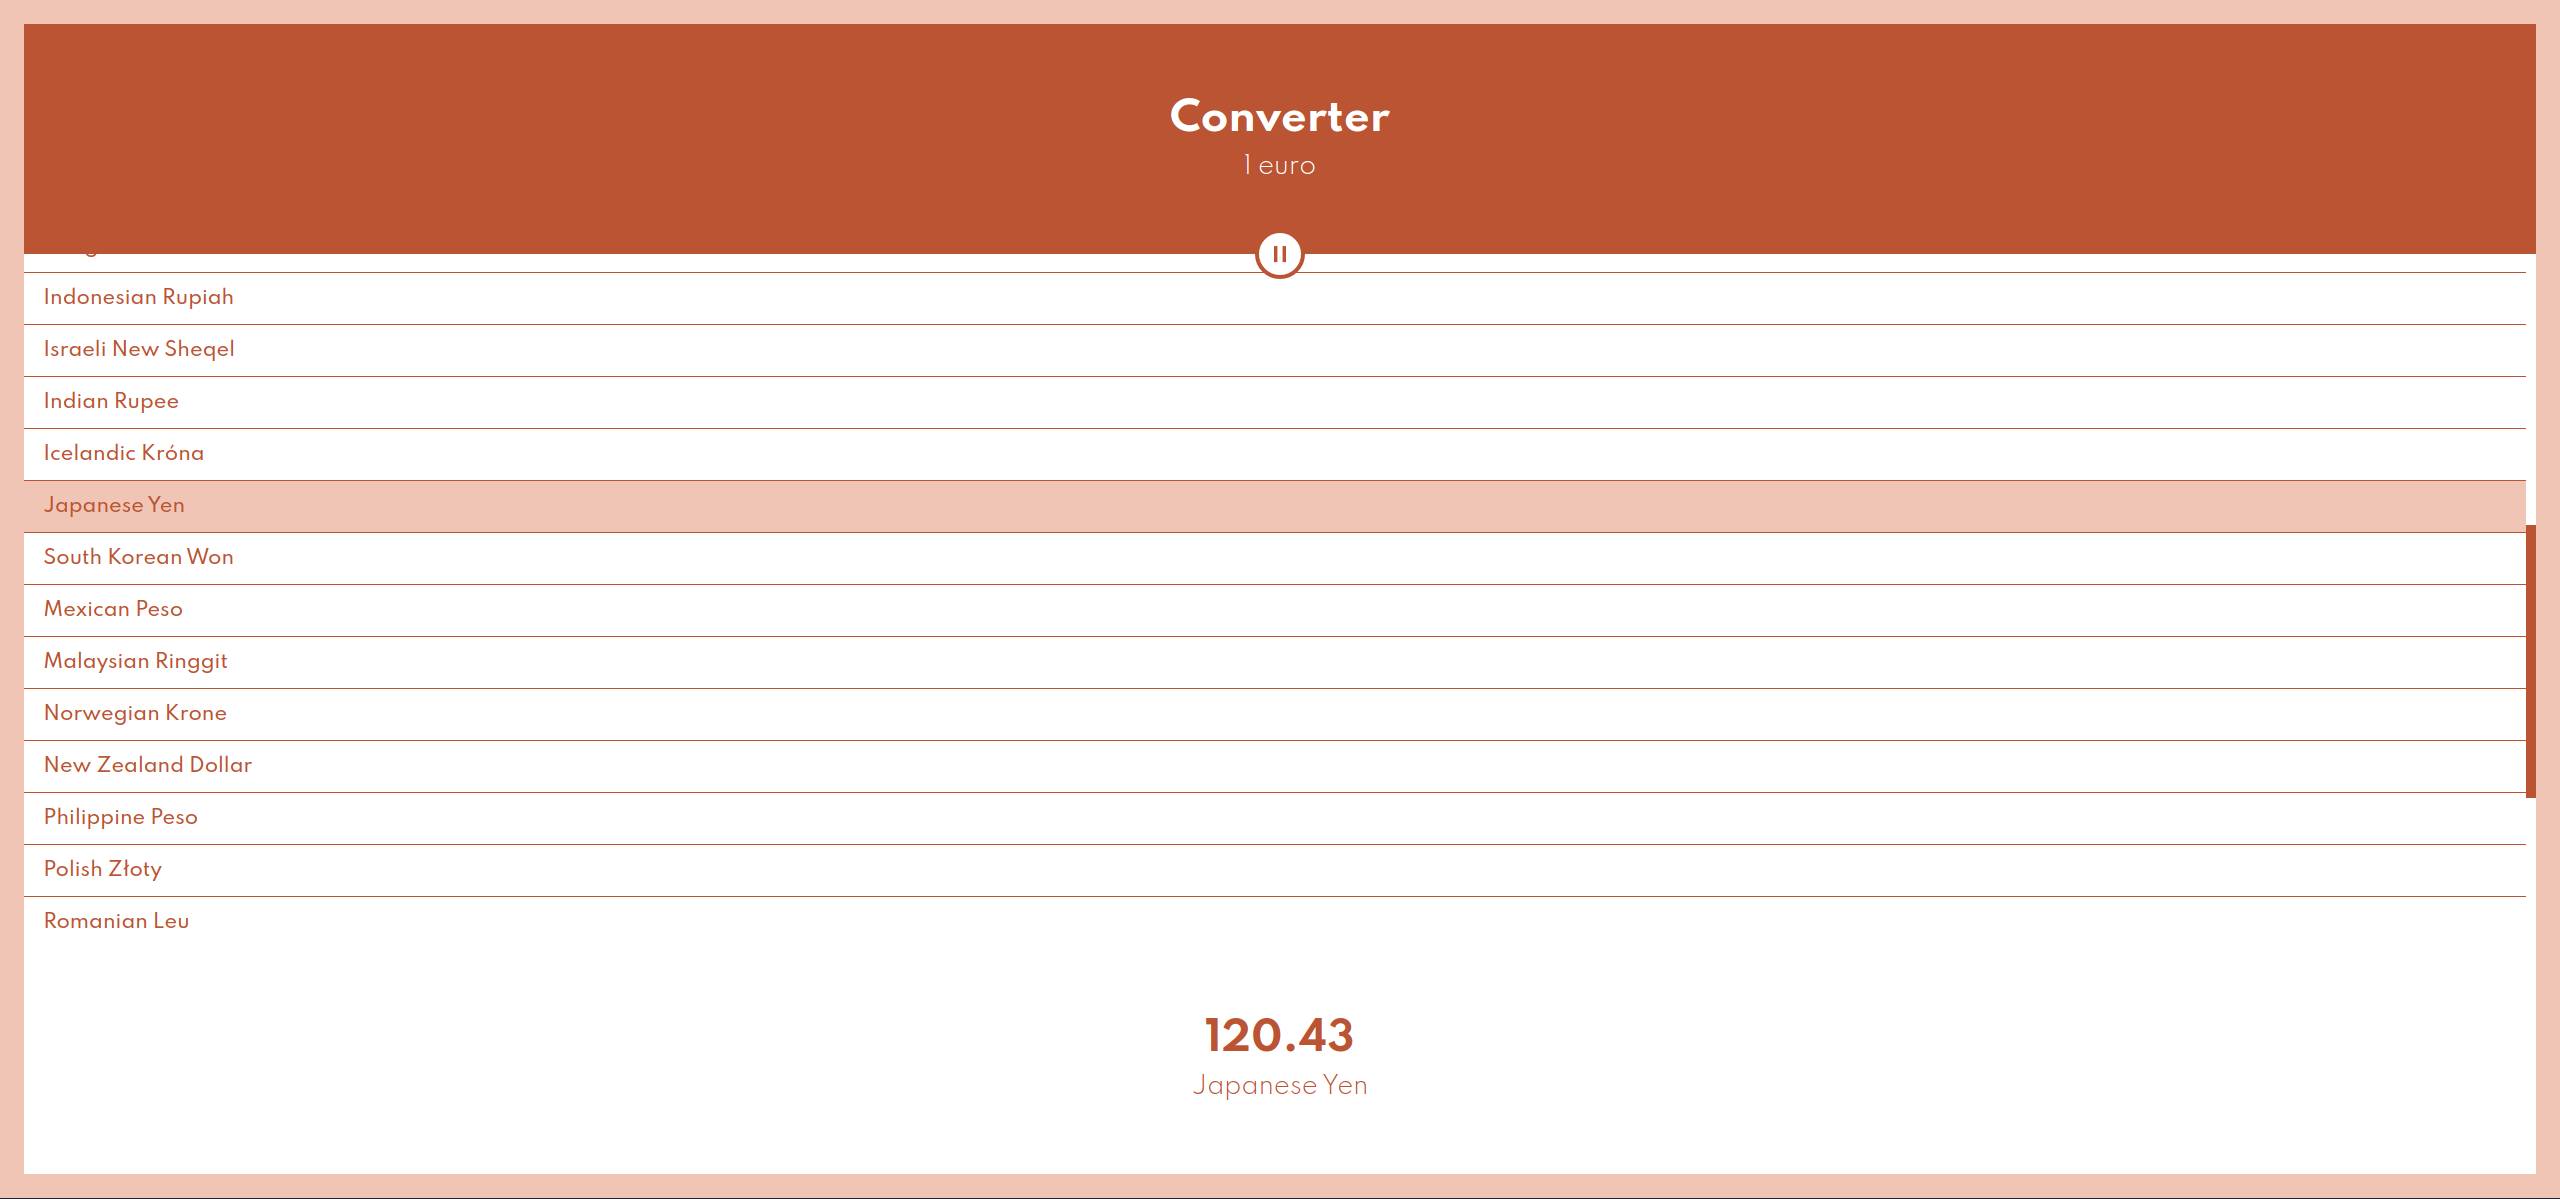 Converter
1 euro
Indonesian Rupiah
Israeli New Sheqel
Indian Rupee
Icelandic Króna
Japanese Yen
South Korean Won
Mexican Peso
Malaysian Ringgit
Norwegian Krone
New Zealand Dollar
Philippine Peso
Polish Złoty
Romanian Leu
120.43
Japanese Yen